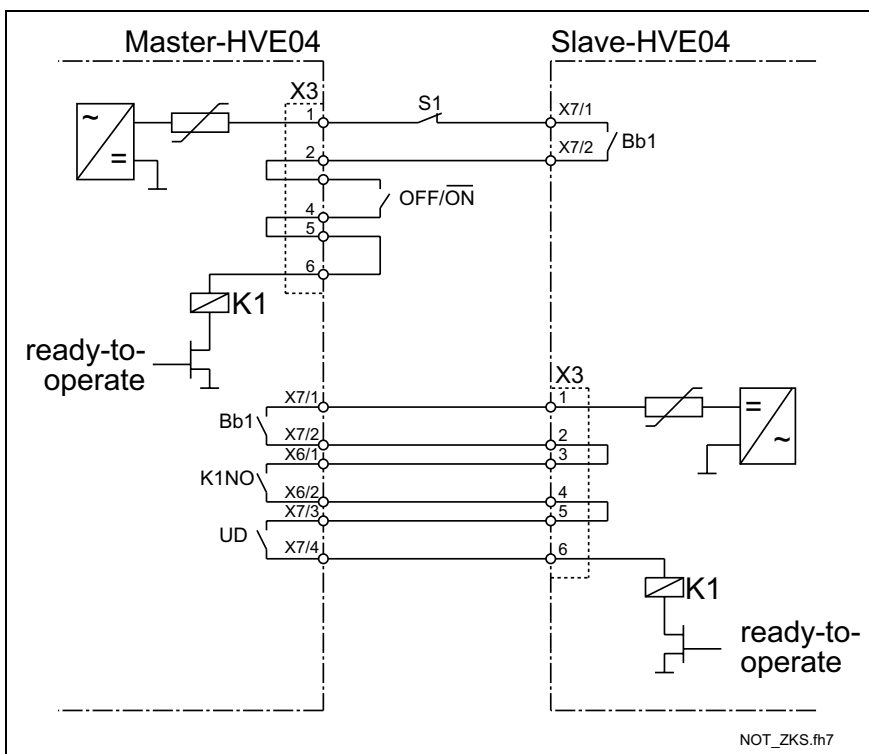 Master-HVE04
Slave-HVE04
X3
S1
1
X7/1
~
=
2
X7/2
Bb1
OFF/O̅N̅
4
5
6
K1
ready-to-
operate
X3
X7/1
1
Bb1
=
~
X7/2
2
X6/1
3
K1NO
X6/2
4
X7/3
5
UD
X7/4
6
K1
ready-to-
operate
NOT_ZKS.fh7